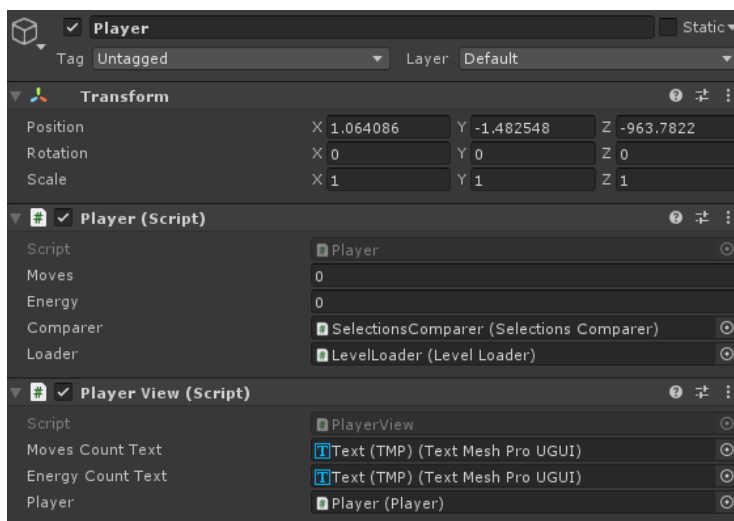 Player Static
Tag Untagged Layer Default
Transform
Position X 1.064086 Y -1.482548 Z -963.7822
Rotation X 0 Y 0 Z 0
Scale X 1 Y 1 Z 1
# Player (Script)
Script # Player
Moves 0
Energy 0
Comparer # SelectionsComparer (Selections Comparer)
Loader # LevelLoader (Level Loader)
# Player View (Script)
Script # PlayerView
Moves Count Text T Text (TMP) (Text Mesh Pro UGUI)
Energy Count Text T Text (TMP) (Text Mesh Pro UGUI)
Player # Player (Player)